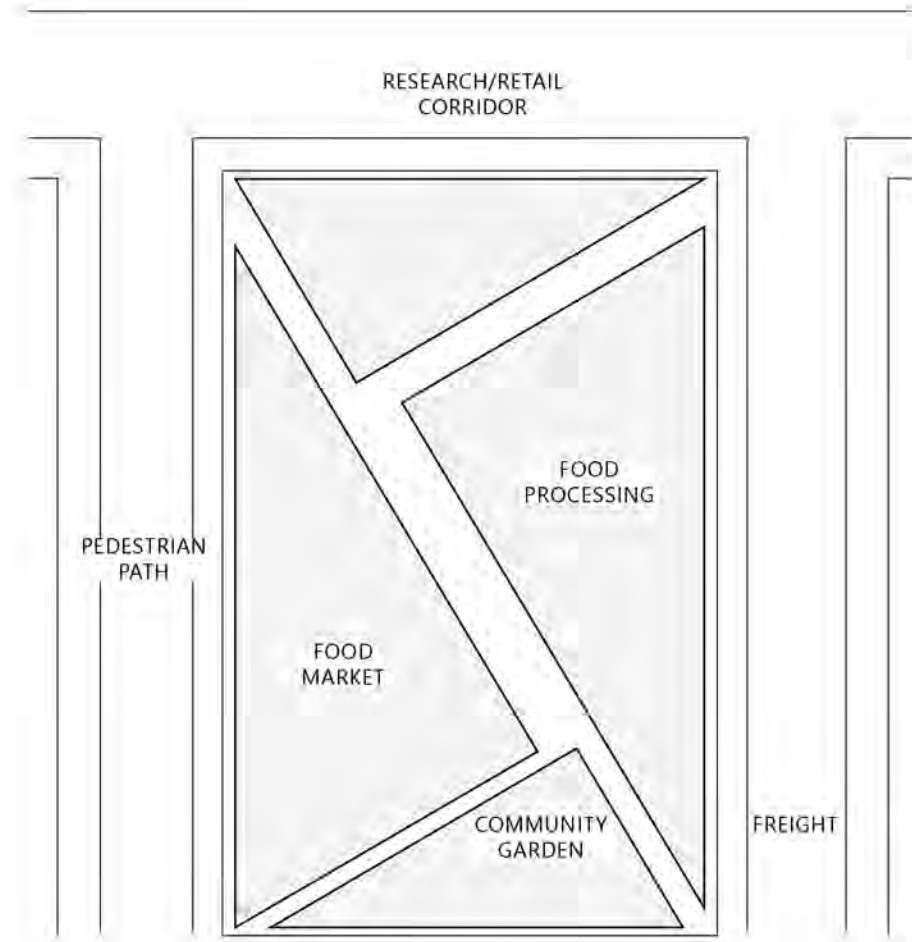 RESEARCH/RETAIL
CORRIDOR
FOOD
PROCESSING
PEDESTRIAN
PATH
FOOD
MARKET
COMMUNITY
GARDEN
FREIGHT